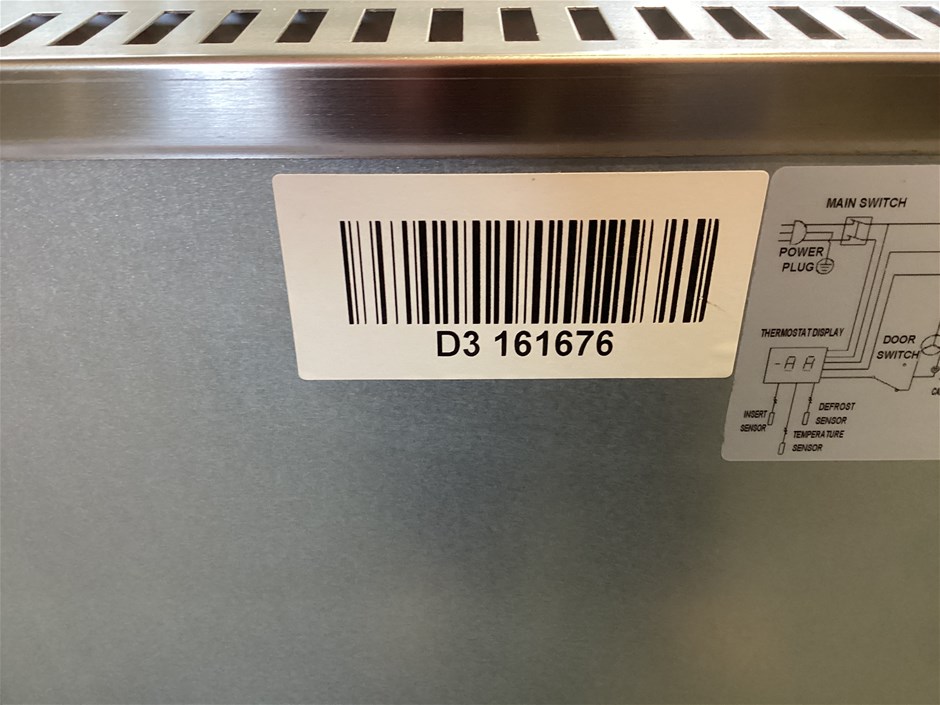 D3 161676
MAIN SWITCH
POWER
PLUG
THERMOSTAT DISPLAY
DOOR
SWITCH
INSERT
SENSOR
DEFROST
SENSOR
TEMPERATURE
SENSOR